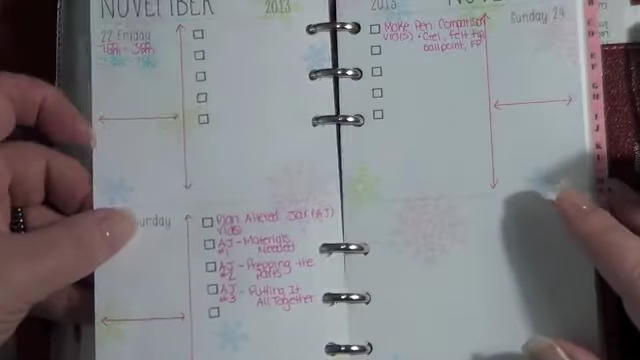 NOVEMBER 2013
22 Friday
Saturday
Plan Altered Jar (AJ)
Vids
AJ - Materials
#1 Needed
AJ - Prepping the
#2 Parts
AJ - Putting It
#3 All Together
2013
Make Pen Comparison
Vid(s) - Gel, felt tip
ballpoint, FP
Sunday 24